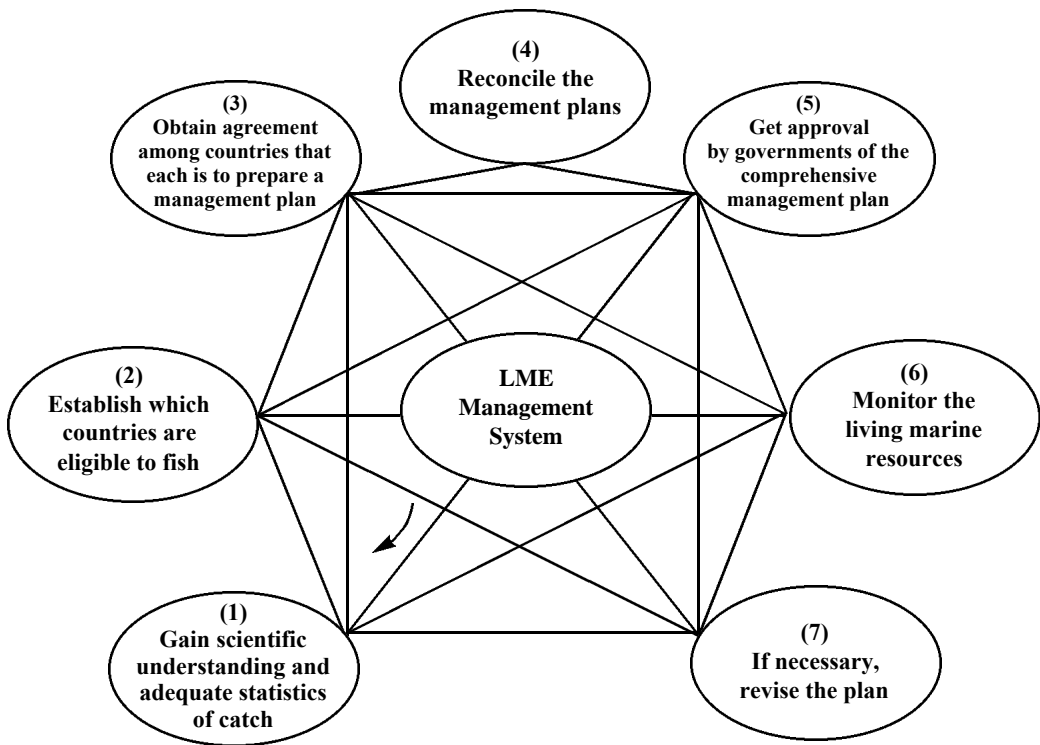 (4)
Reconcile the
management plans
(3)
Obtain agreement
among countries that
each is to prepare a
management plan
(5)
Get approval
by governments of the
comprehensive
management plan
(2)
Establish which
countries are
eligible to fish
LME
Management
System
(6)
Monitor the
living marine
resources
(1)
Gain scientific
understanding and
adequate statistics
of catch
(7)
If necessary,
revise the plan